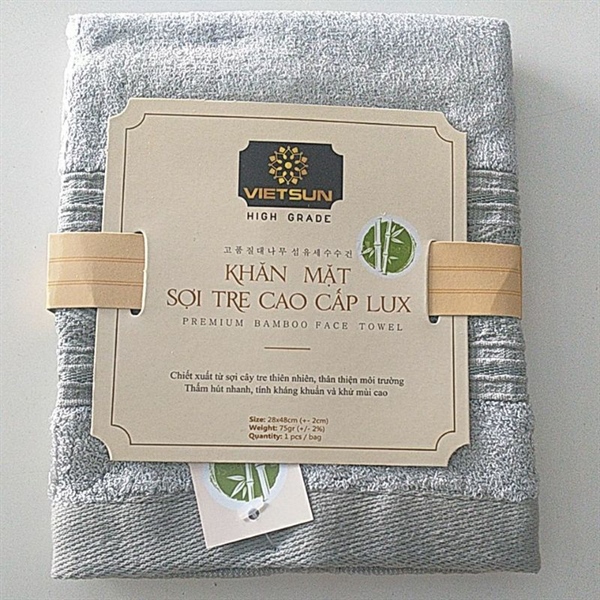 VIETSUN
HIGH GRADE
고품질대나무 섬유세수수건
KHĂN MẶT
SỢI TRE CAO CẤP LUX
PREMIUM BAMBOO FACE TOWEL
Chiết xuất từ sợi cây tre thiên nhiên, thân thiện môi trường
Thấm hút nhanh, tính kháng khuẩn và khử mùi cao
Size: 28x48cm (+- 2cm)
Weight: 75gr (+/- 2%)
Quantity: 1 pcs / bag